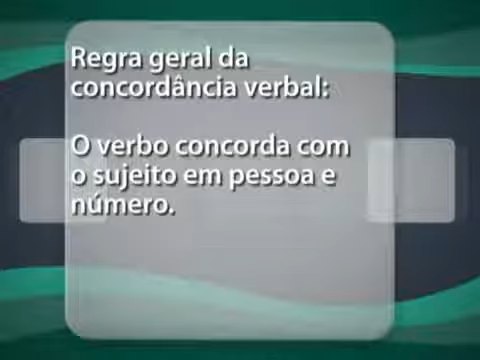 Regra geral da
concordância verbal:
O verbo concorda com
o sujeito em pessoa e
número.